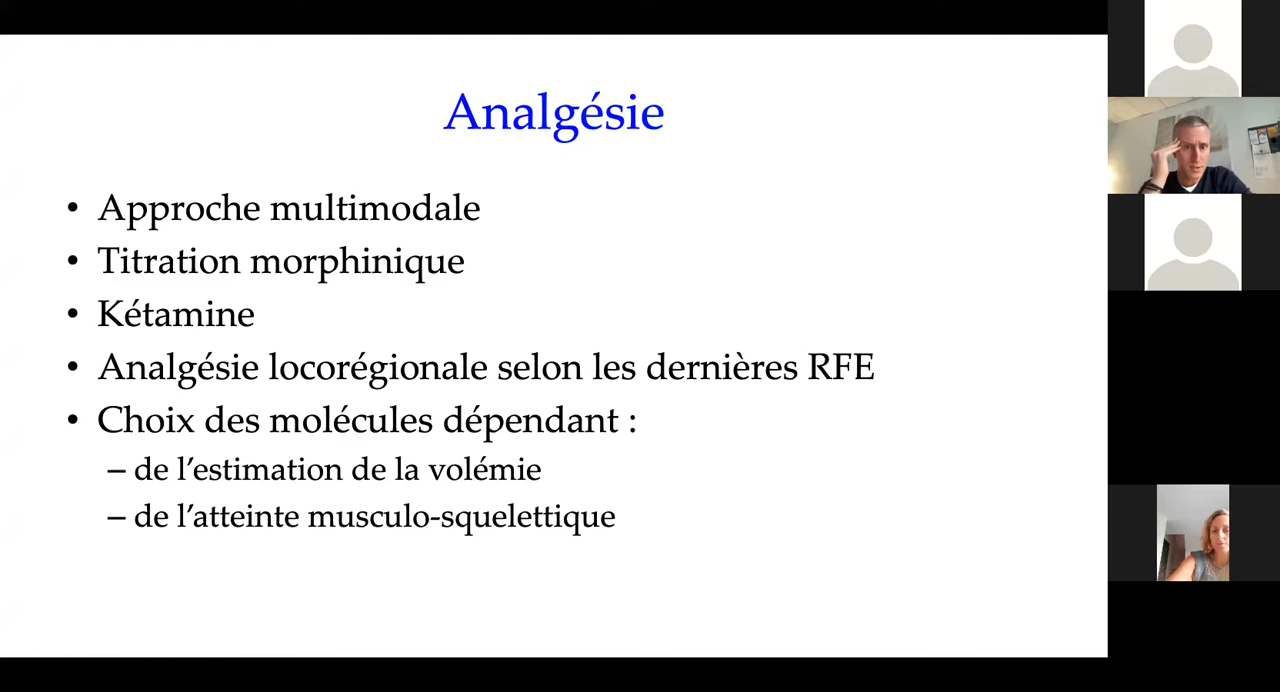 Analgésie
• Approche multimodale
• Titration morphinique
• Kétamine
• Analgésie locorégionale selon les dernières RFE
• Choix des molécules dépendant :
– de l’estimation de la volémie
– de l’atteinte musculo-squelettique